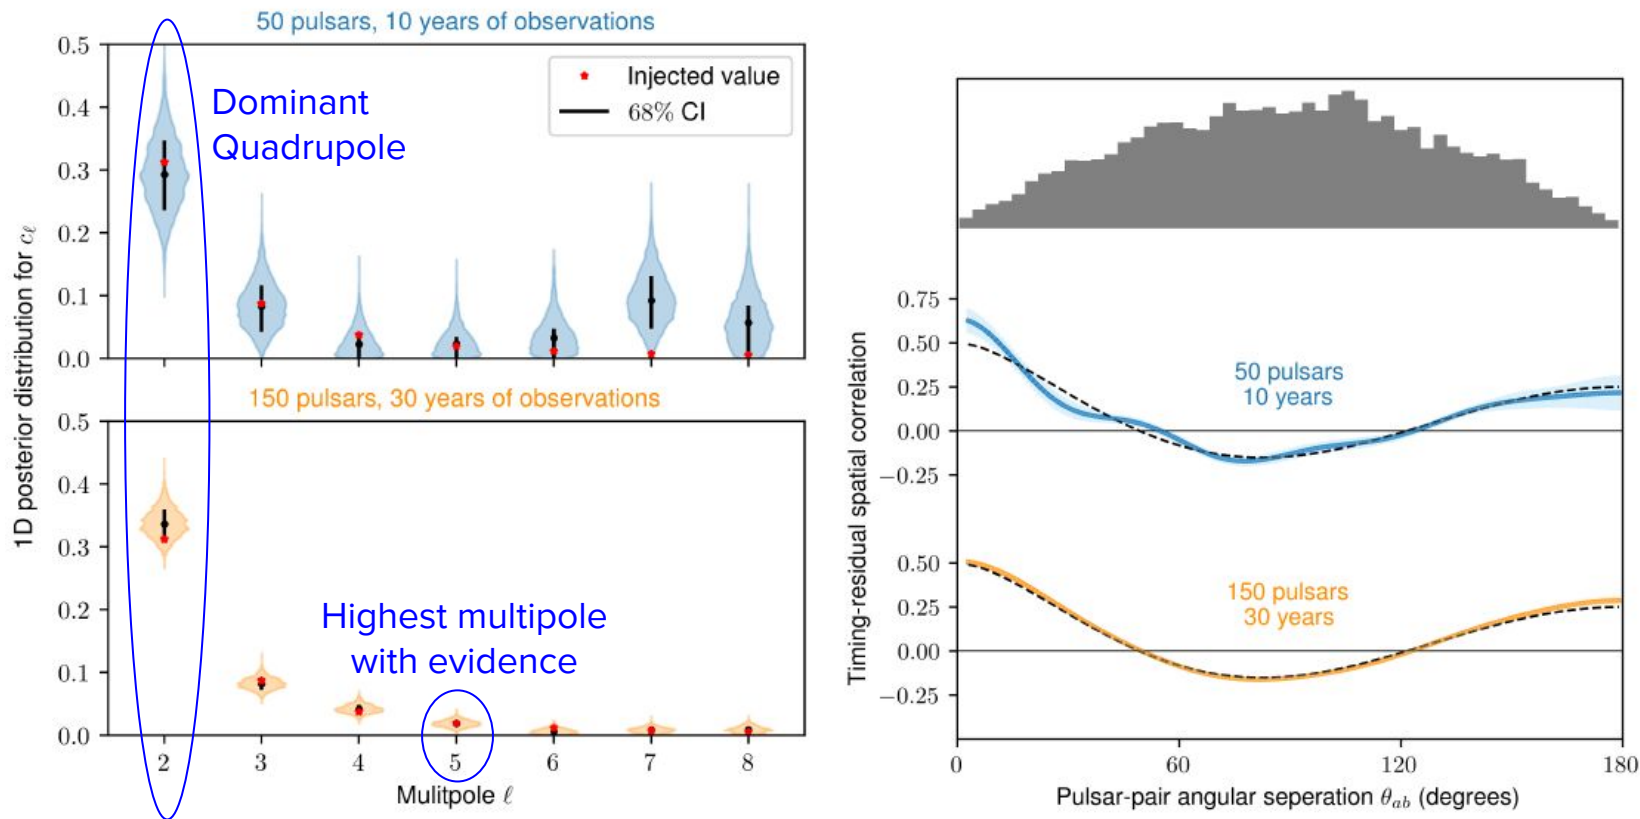 50 pulsars, 10 years of observations
0.5
0.4
0.3
0.2
0.1
0.0
Injected value
68% CI
Dominant
Quadrupole
1D posterior distribution for cℓ
150 pulsars, 30 years of observations
0.5
0.4
0.3
0.2
0.1
0.0
Highest multipole
with evidence
2 3 4 5 6 7 8
Mulitpole ℓ
Timing-residual spatial correlation
0.75
0.50
0.25
0.00
−0.25
50 pulsars
10 years
0.50
0.25
0.00
−0.25
150 pulsars
30 years
0 60 120 180
Pulsar-pair angular seperation θab (degrees)